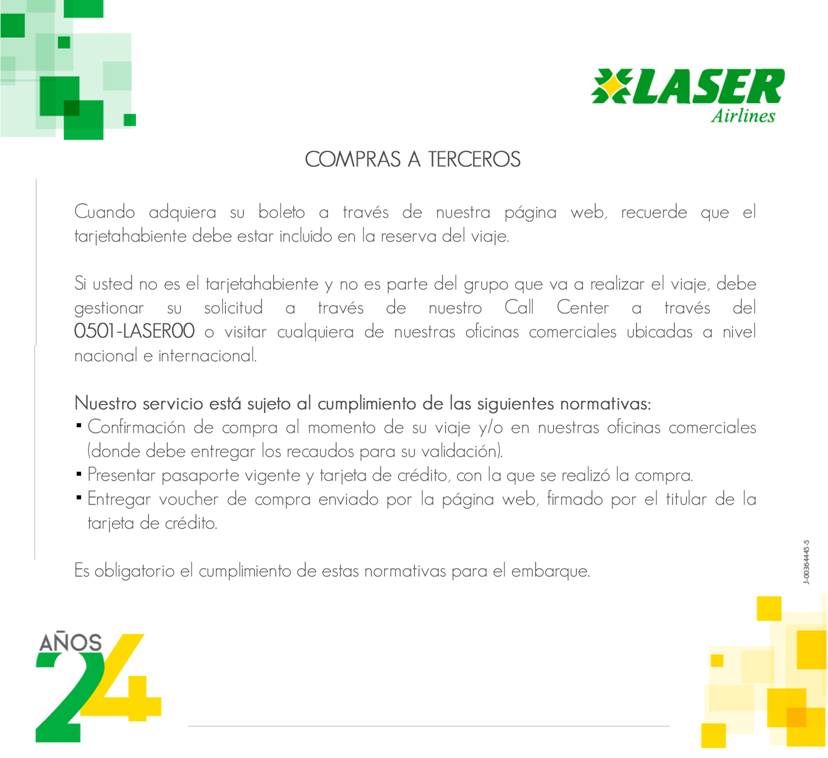 LASER
Airlines
COMPRAS A TERCEROS
Cuando adquiera su boleto a través de nuestra página web, recuerde que el
tarjetahabiente debe estar incluido en la reserva del viaje.
Si usted no es el tarjetahabiente y no es parte del grupo que va a realizar el viaje, debe
gestionar su solicitud a través de nuestro Call Center a través del
0501-LASER00 o visitar cualquiera de nuestras oficinas comerciales ubicadas a nivel
nacional e internacional.
Nuestro servicio está sujeto al cumplimiento de las siguientes normativas:
▪ Confirmación de compra al momento de su viaje y/o en nuestras oficinas comerciales
(donde debe entregar los recaudos para su validación).
▪ Presentar pasaporte vigente y tarjeta de crédito, con la que se realizó la compra.
▪ Entregar voucher de compra enviado por la página web, firmado por el titular de la
tarjeta de crédito.
Es obligatorio el cumplimiento de estas normativas para el embarque.
J-00364445-5
AÑOS
24